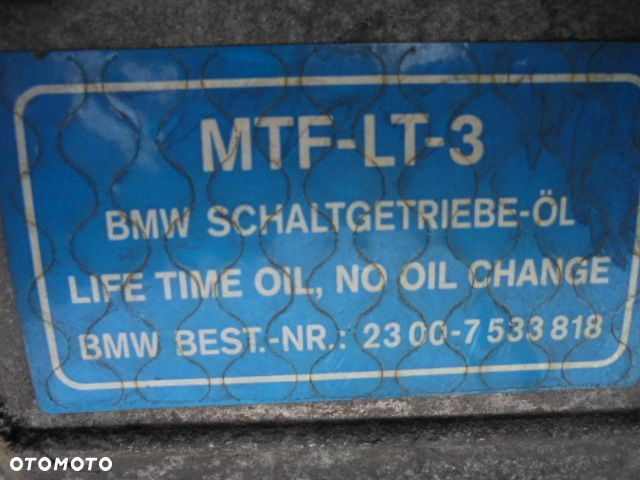 MTF-LT-3
BMW SCHALTGETRIEBE-ÖL
LIFE TIME OIL, NO OIL CHANGE
BMW BEST.-NR.: 23 00-7 533 818
OTOMOTO